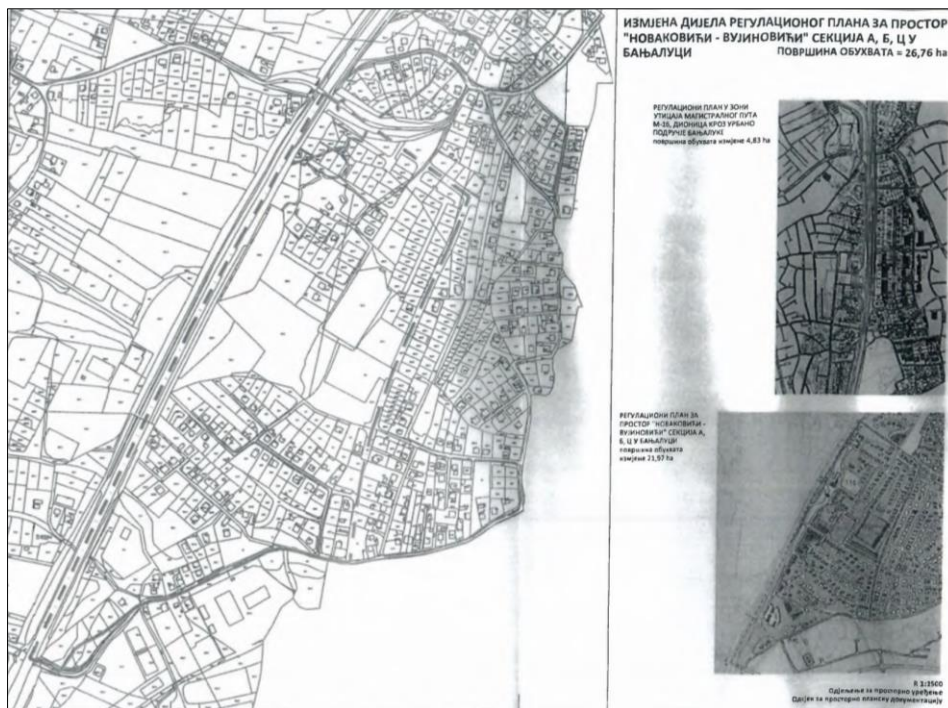 ИЗМЈЕНА ДИЈЕЛА РЕГУЛАЦИОНОГ ПЛАНА ЗА ПРОСТОР
"НОВАКОВИЋИ - ВУЈИНОВИЋИ" СЕКЦИЈА А, Б, Ц У
БАЊАЛУЦИ ПОВРШИНА ОБУХВАТА = 26,76 ha
РЕГУЛАЦИОНИ ПЛАН У ЗОНИ
УТИЦАЈА МАГИСТРАЛНОГ ПУТА
М-16, ДИОНИЦА КРОЗ УРБАНО
ПОДРУЧЈЕ БАЊАЛУКЕ
површина обухвата измјене 4,83 ha
РЕГУЛАЦИОНИ ПЛАН ЗА
ПРОСТОР "НОВАКОВИЋИ -
ВУЈИНОВИЋИ" СЕКЦИЈА А,
Б, Ц У БАЊАЛУЦИ
површина обухвата
измјене 21,97 ha
R 1:2500
Одјељење за просторно уређење
Одсјек за просторно планску документацију